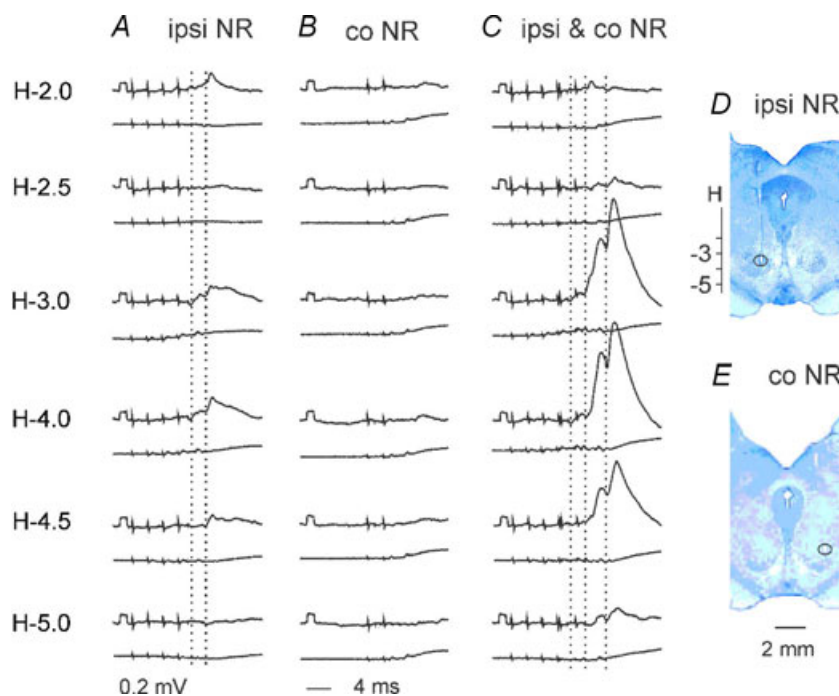 A ipsi NR
B co NR
C ipsi & co NR
H-2.0
D ipsi NR
H-2.5
H
-3
-5
H-3.0
E co NR
H-4.0
H-4.5
H-5.0
2 mm
0.2 mV
4 ms